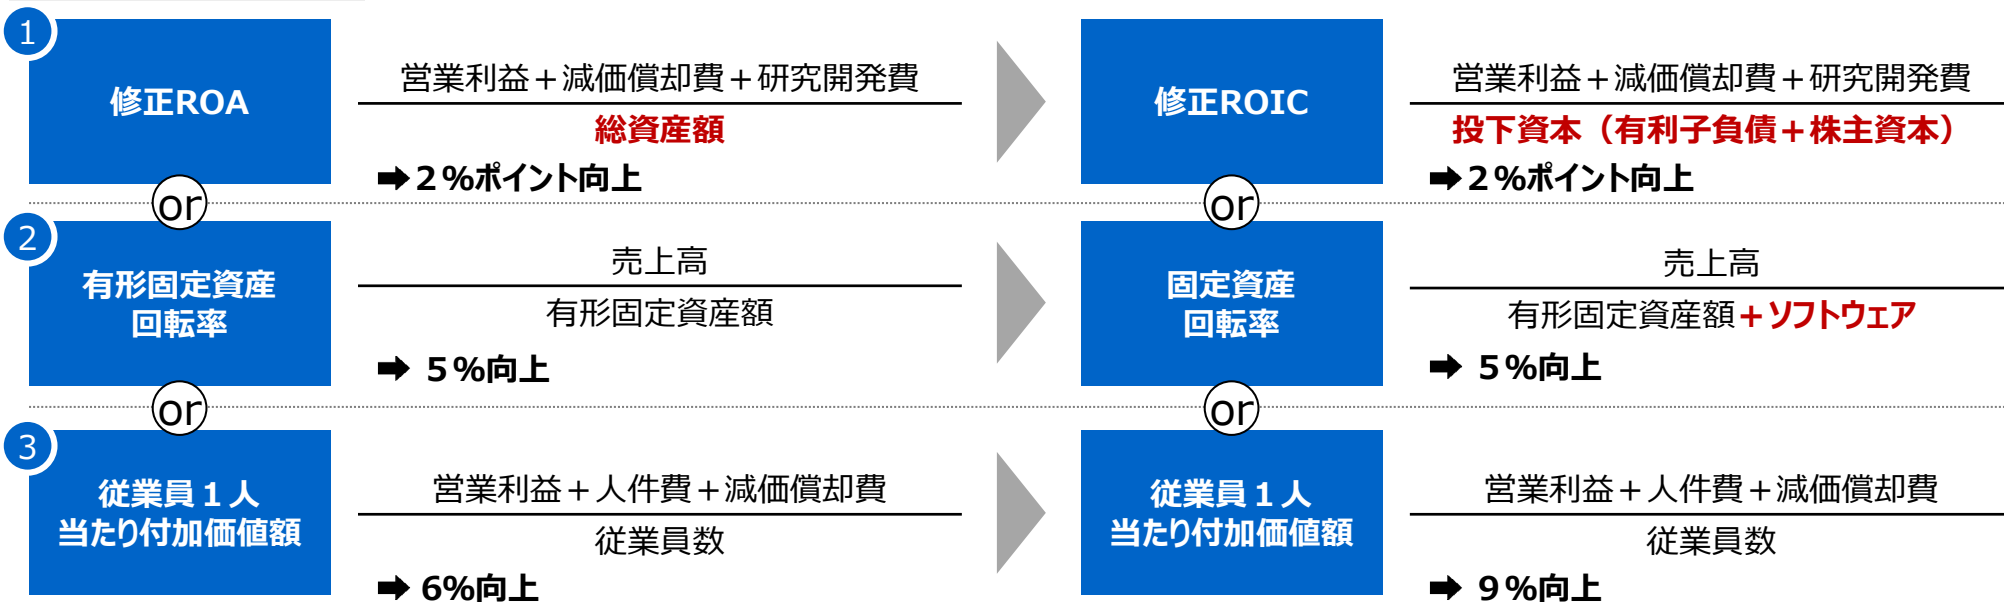 1
修正ROA
営業利益＋減価償却費＋研究開発費
総資産額
➡2％ポイント向上
修正ROIC
営業利益＋減価償却費＋研究開発費
投下資本（有利子負債＋株主資本）
➡2％ポイント向上
or
or
2
有形固定資産
回転率
売上高
有形固定資産額
➡ 5％向上
固定資産
回転率
売上高
有形固定資産額＋ソフトウェア
➡ 5％向上
or
or
3
従業員１人
当たり付加価値額
営業利益＋人件費＋減価償却費
従業員数
➡ 6%向上
従業員１人
当たり付加価値額
営業利益＋人件費＋減価償却費
従業員数
➡ 9％向上